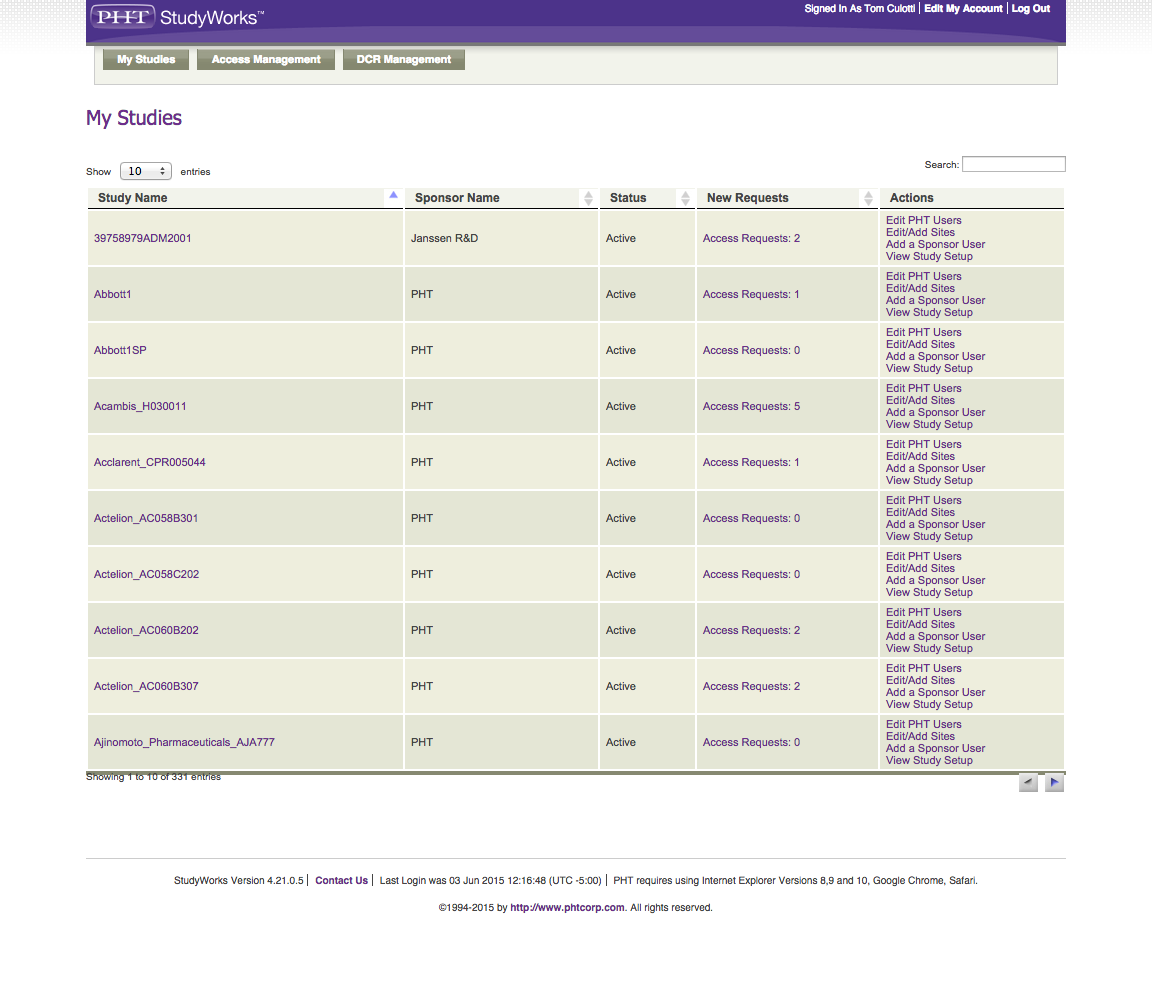 PHT StudyWorks™
Signed In As Tom Culotti | Edit My Account | Log Out
My Studies Access Management DCR Management
My Studies
Show 10 entries
Search:
Study Name Sponsor Name Status New Requests Actions
39758979ADM2001 Janssen R&D Active Access Requests: 2
Edit PHT Users
Edit/Add Sites
Add a Sponsor User
View Study Setup
Abbott1 PHT Active Access Requests: 1
Edit PHT Users
Edit/Add Sites
Add a Sponsor User
View Study Setup
Abbott1SP PHT Active Access Requests: 0
Edit PHT Users
Edit/Add Sites
Add a Sponsor User
View Study Setup
Acambis_H030011 PHT Active Access Requests: 5
Edit PHT Users
Edit/Add Sites
Add a Sponsor User
View Study Setup
Acclarent_CPR005044 PHT Active Access Requests: 1
Edit PHT Users
Edit/Add Sites
Add a Sponsor User
View Study Setup
Actelion_AC058B301 PHT Active Access Requests: 0
Edit PHT Users
Edit/Add Sites
Add a Sponsor User
View Study Setup
Actelion_AC058C202 PHT Active Access Requests: 0
Edit PHT Users
Edit/Add Sites
Add a Sponsor User
View Study Setup
Actelion_AC060B202 PHT Active Access Requests: 2
Edit PHT Users
Edit/Add Sites
Add a Sponsor User
View Study Setup
Actelion_AC060B307 PHT Active Access Requests: 2
Edit PHT Users
Edit/Add Sites
Add a Sponsor User
View Study Setup
Ajinomoto_Pharmaceuticals_AJA777 PHT Active Access Requests: 0
Edit PHT Users
Edit/Add Sites
Add a Sponsor User
View Study Setup
Showing 1 to 10 of 331 entries
StudyWorks Version 4.21.0.5 | Contact Us | Last Login was 03 Jun 2015 12:16:48 (UTC -5:00) | PHT requires using Internet Explorer Versions 8,9 and 10, Google Chrome, Safari.
©1994-2015 by http://www.phtcorp.com. All rights reserved.